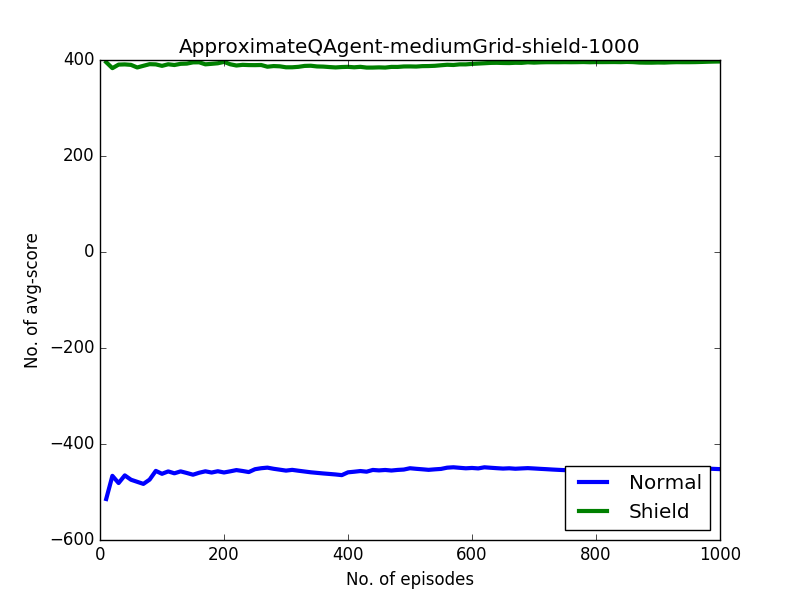 ApproximateQAgent-mediumGrid-shield-1000
400
200
0
−200
−400
−600
No. of avg-score
Normal
Shield
0 200 400 600 800 1000
No. of episodes